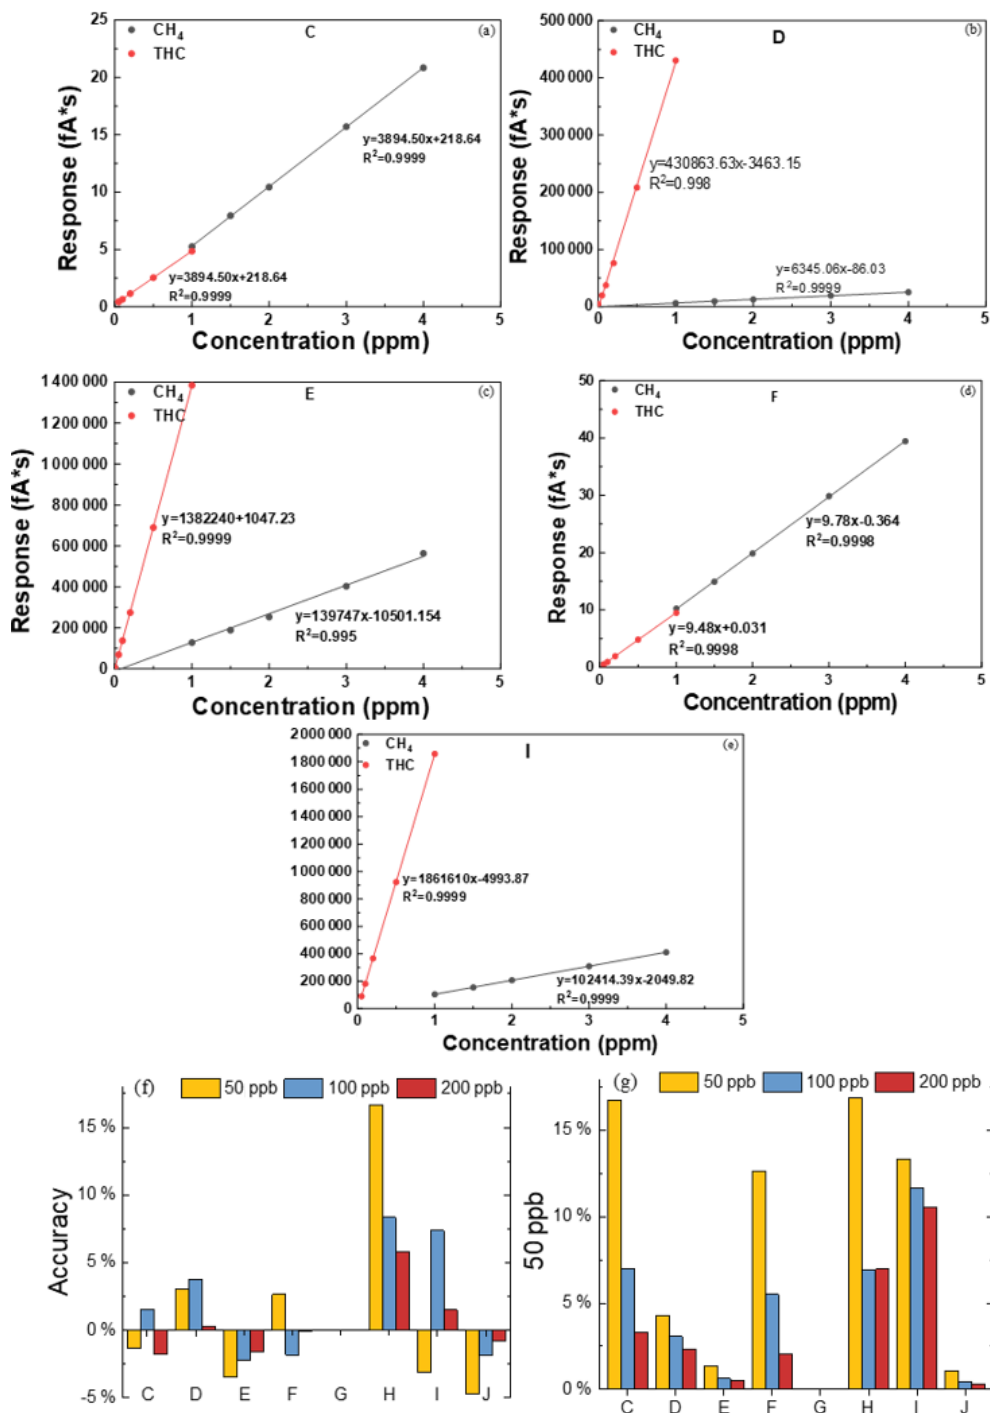 (a)
C
CH4
THC
25
20
15
10
5
0
Response (fA*s)
y=3894.50x+218.64
R2=0.9999
y=3894.50x+218.64
R2=0.9999
0 1 2 3 4 5
Concentration (ppm)
(b)
D
CH4
THC
500 000
400 000
300 000
200 000
100 000
0
Response (fA*s)
y=430863.63x-3463.15
R2=0.998
y=6345.06x-86.03
R2=0.9999
0 1 2 3 4 5
Concentration (ppm)
(c)
E
CH4
THC
1400 000
1200 000
1000 000
800 000
600 000
400 000
200 000
0
Response (fA*s)
y=1382240+1047.23
R2=0.9999
y=139747x-10501.154
R2=0.995
0 1 2 3 4 5
Concentration (ppm)
(d)
F
CH4
THC
50
40
30
20
10
0
Response (fA*s)
y=9.78x-0.364
R2=0.9998
y=9.48x+0.031
R2=0.9998
0 1 2 3 4 5
Concentration (ppm)
(e)
I
CH4
THC
2 000 000
1 800 000
1 600 000
1 400 000
1 200 000
1 000 000
800 000
600 000
400 000
200 000
0
Response (fA*s)
y=1861610x-4993.87
R2=0.9999
y=102414.39x-2049.82
R2=0.9999
0 1 2 3 4 5
Concentration (ppm)
(f)
50 ppb 100 ppb 200 ppb
15 %
10 %
5 %
0 %
-5 %
Accuracy
C D E F G H I J
(g)
50 ppb 100 ppb 200 ppb
15 %
10 %
5 %
0 %
50 ppb
C D E F G H I J